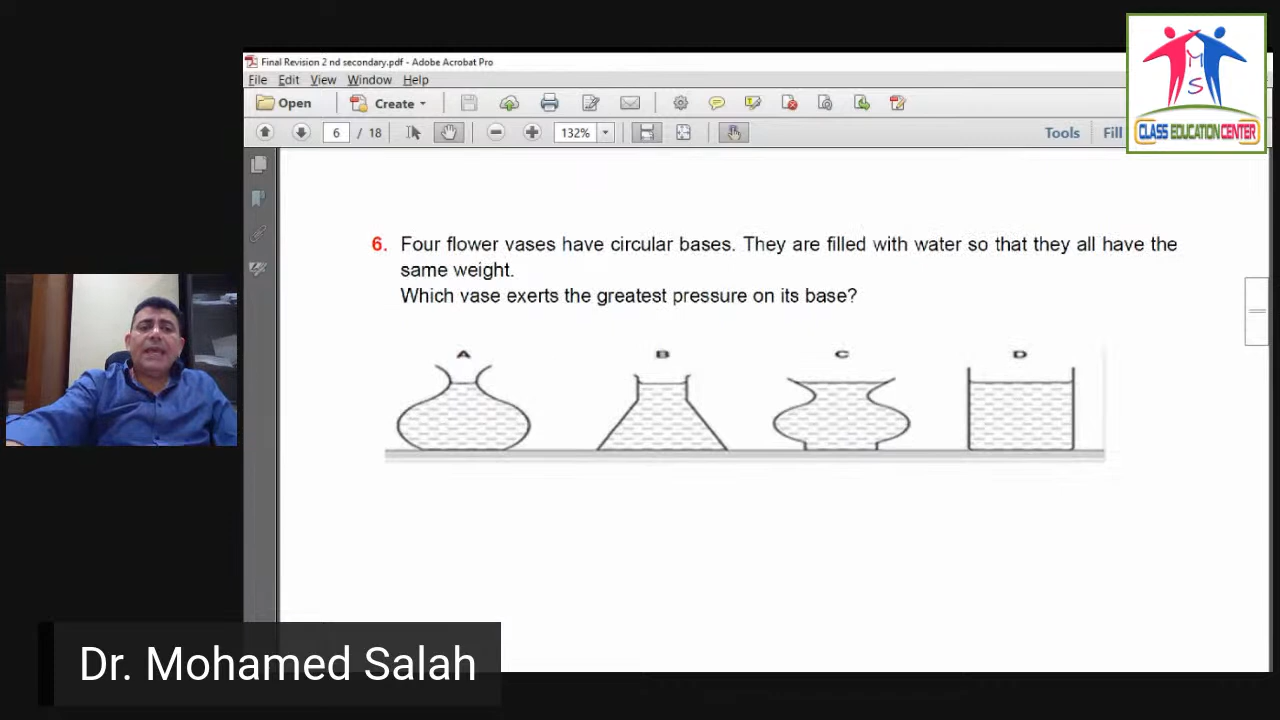 Final Revision 2 nd secondary.pdf - Adobe Acrobat Pro
File Edit View Window Help
Open Create
6 / 18 132% Tools Fill
M
S
CLASS EDUCATION CENTER
6. Four flower vases have circular bases. They are filled with water so that they all have the
same weight.
Which vase exerts the greatest pressure on its base?
A B C D
Dr. Mohamed Salah